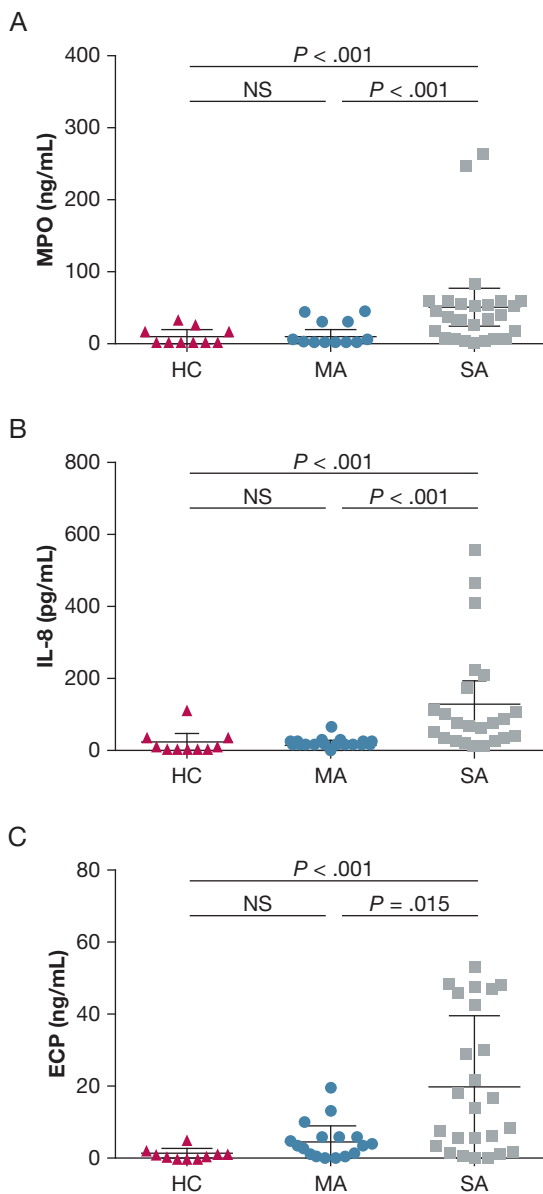 A
MPO (ng/mL)
400
300
200
100
0
P < .001
NS
P < .001
HC
MA
SA
B
IL-8 (pg/mL)
800
600
400
200
0
P < .001
NS
P < .001
HC
MA
SA
C
ECP (ng/mL)
80
60
40
20
0
P < .001
NS
P = .015
HC
MA
SA